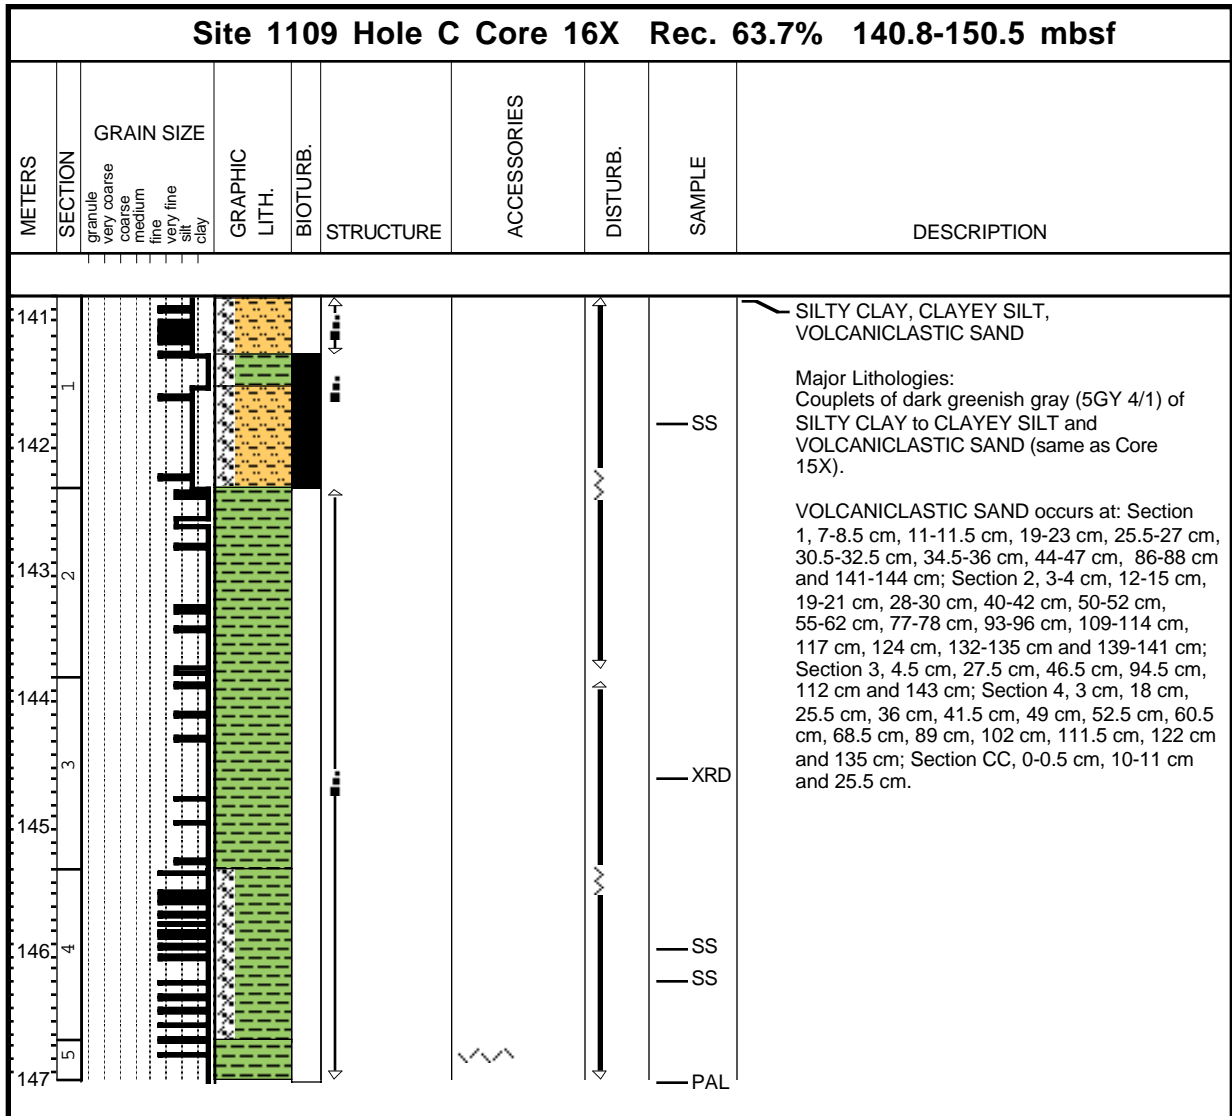 Site 1109 Hole C Core 16X Rec. 63.7% 140.8-150.5 mbsf
METERS
SECTION
GRAIN SIZE
granule
very coarse
coarse
medium
fine
very fine
silt
clay
GRAPHIC
LITH.
BIOTURB.
STRUCTURE
ACCESSORIES
DISTURB.
SAMPLE
DESCRIPTION
141
142
143
144
145
146
147
1
2
3
4
5
SS
XRD
SS
SS
PAL
SILTY CLAY, CLAYEY SILT,
VOLCANICLASTIC SAND
Major Lithologies:
Couplets of dark greenish gray (5GY 4/1) of
SILTY CLAY to CLAYEY SILT and
VOLCANICLASTIC SAND (same as Core
15X).
VOLCANICLASTIC SAND occurs at: Section
1, 7-8.5 cm, 11-11.5 cm, 19-23 cm, 25.5-27 cm,
30.5-32.5 cm, 34.5-36 cm, 44-47 cm, 86-88 cm
and 141-144 cm; Section 2, 3-4 cm, 12-15 cm,
19-21 cm, 28-30 cm, 40-42 cm, 50-52 cm,
55-62 cm, 77-78 cm, 93-96 cm, 109-114 cm,
117 cm, 124 cm, 132-135 cm and 139-141 cm;
Section 3, 4.5 cm, 27.5 cm, 46.5 cm, 94.5 cm,
112 cm and 143 cm; Section 4, 3 cm, 18 cm,
25.5 cm, 36 cm, 41.5 cm, 49 cm, 52.5 cm, 60.5
cm, 68.5 cm, 89 cm, 102 cm, 111.5 cm, 122 cm
and 135 cm; Section CC, 0-0.5 cm, 10-11 cm
and 25.5 cm.